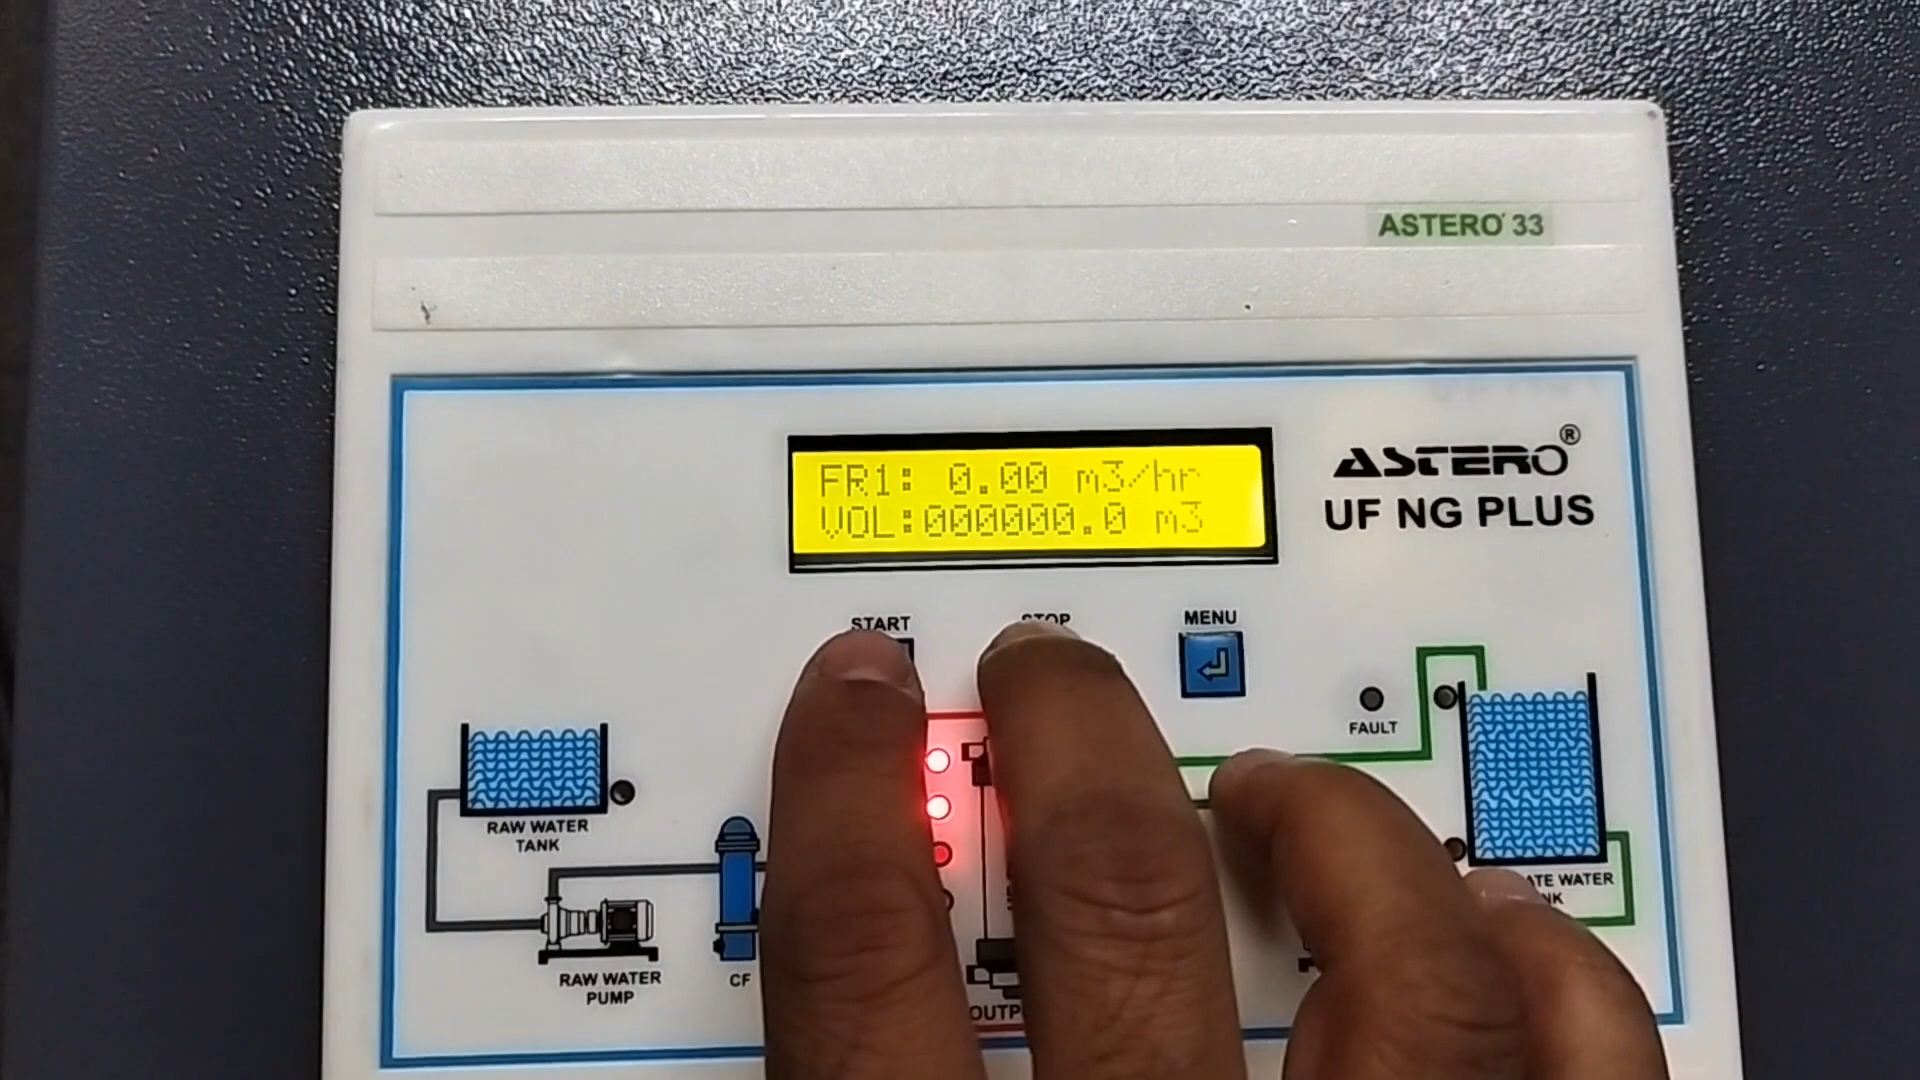 ASTERO 33
FR1: 0.00 m3/hr
VOL:000000.0 m3
ASTERO®
UF NG PLUS
START
STOP
MENU
FAULT
RAW WATER
TANK
ATE WATER
NK
RAW WATER
PUMP
CF
OUTP